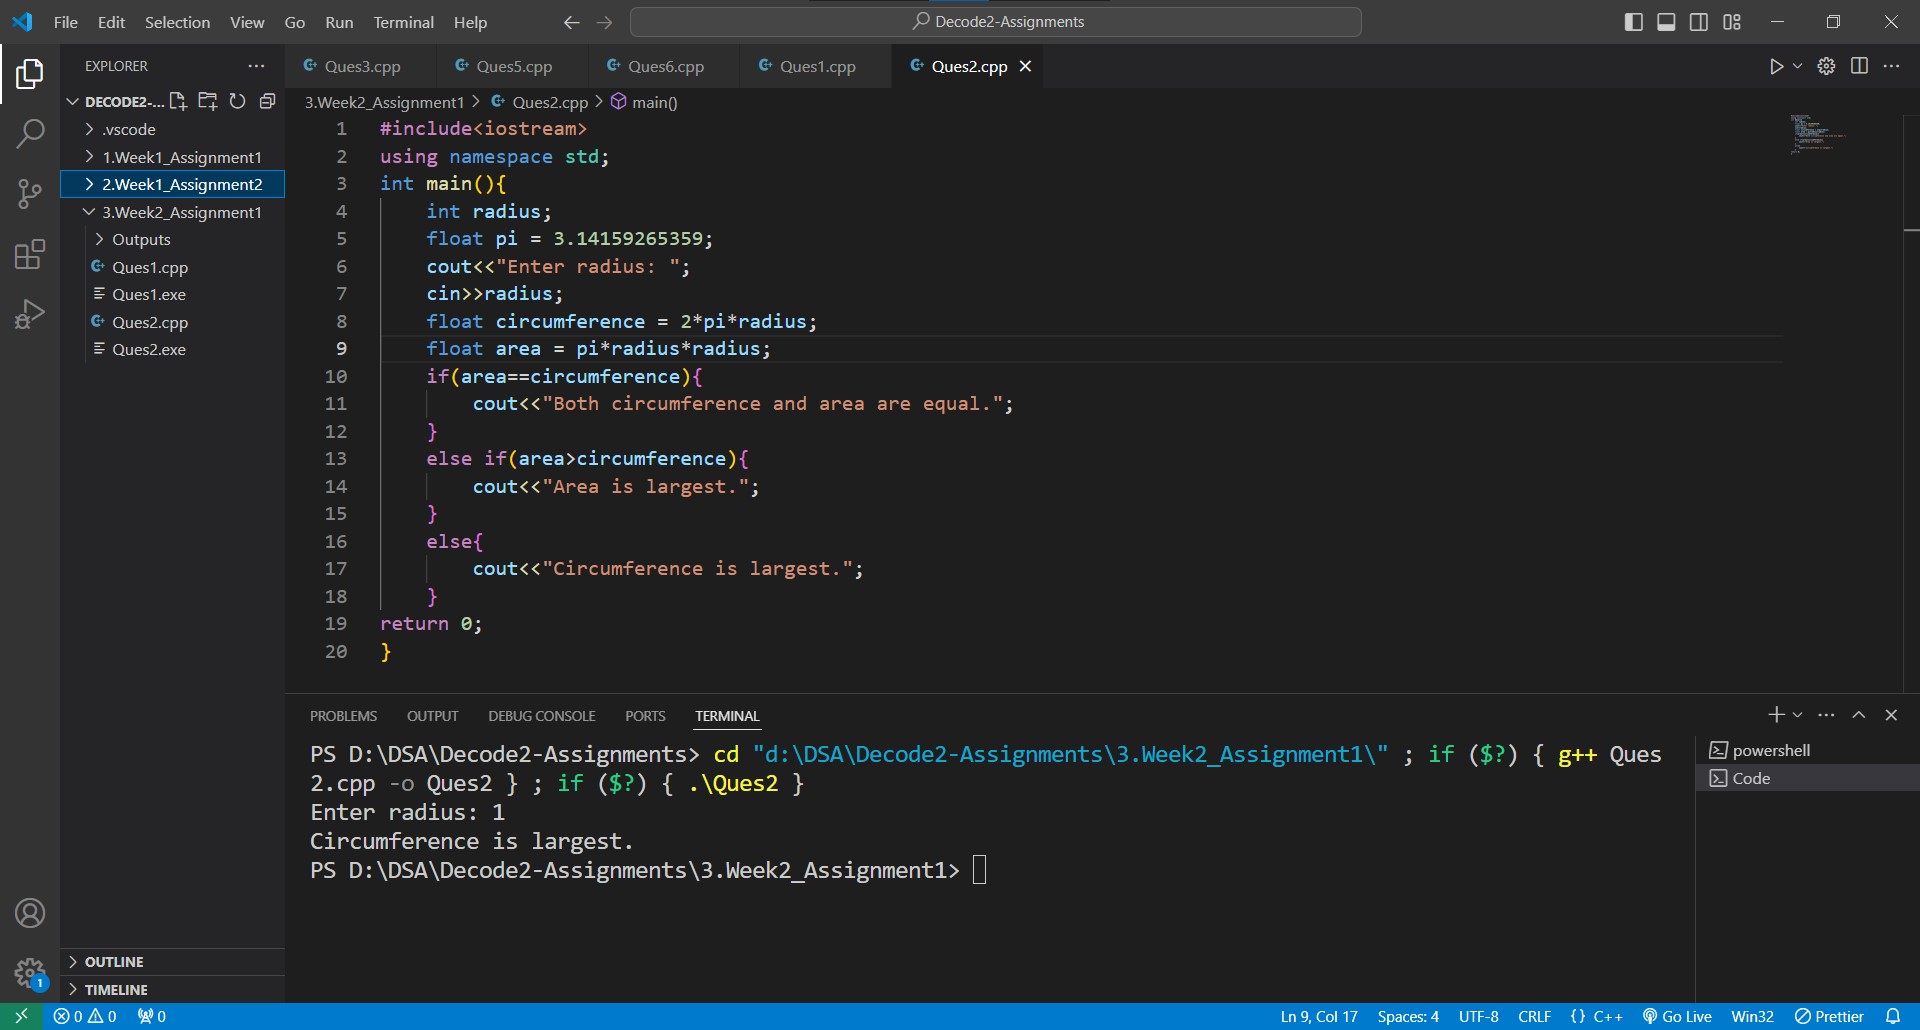 File Edit Selection View Go Run Terminal Help
Decode2-Assignments
EXPLORER
DECODE2-...
.vscode
1.Week1_Assignment1
2.Week1_Assignment2
3.Week2_Assignment1
Outputs
Ques1.cpp
Ques1.exe
Ques2.cpp
Ques2.exe
OUTLINE
TIMELINE
Ques3.cpp Ques5.cpp Ques6.cpp Ques1.cpp Ques2.cpp
3.Week2_Assignment1 > Ques2.cpp > main()
1 #include<iostream>
2 using namespace std;
3 int main(){
4     int radius;
5     float pi = 3.14159265359;
6     cout<<"Enter radius: ";
7     cin>>radius;
8     float circumference = 2*pi*radius;
9     float area = pi*radius*radius;
10     if(area==circumference){
11         cout<<"Both circumference and area are equal.";
12     }
13     else if(area>circumference){
14         cout<<"Area is largest.";
15     }
16     else{
17         cout<<"Circumference is largest.";
18     }
19 return 0;
20 }
PROBLEMS OUTPUT DEBUG CONSOLE PORTS TERMINAL
PS D:\DSA\Decode2-Assignments> cd "d:\DSA\Decode2-Assignments\3.Week2_Assignment1\" ; if ($?) { g++ Ques
2.cpp -o Ques2 } ; if ($?) { .\Ques2 }
Enter radius: 1
Circumference is largest.
PS D:\DSA\Decode2-Assignments\3.Week2_Assignment1>
powershell
Code
1
0 0 0 Ln 9, Col 17 Spaces: 4 UTF-8 CRLF {} C++ Go Live Win32 Prettier